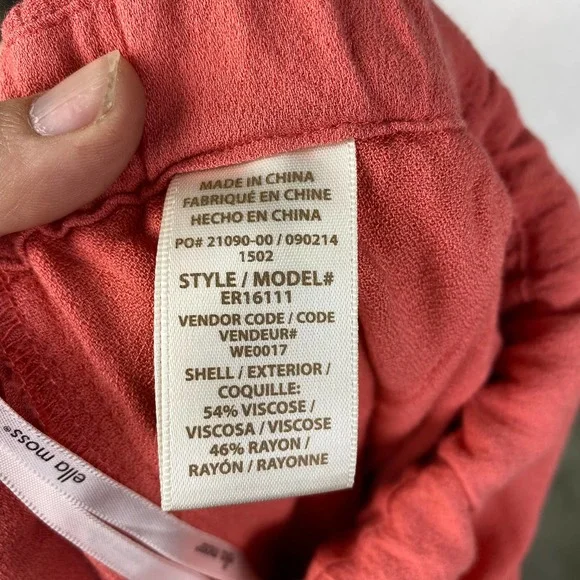 MADE IN CHINA
FABRIQUÉ EN CHINE
HECHO EN CHINA
PO# 21090-00 / 090214
1502
STYLE / MODEL#
ER16111
VENDOR CODE / CODE
VENDEUR#
WE0017
SHELL / EXTERIOR /
COQUILLE:
54% VISCOSE /
VISCOSA / VISCOSE
46% RAYON /
RAYÓN / RAYONNE
ella moss®